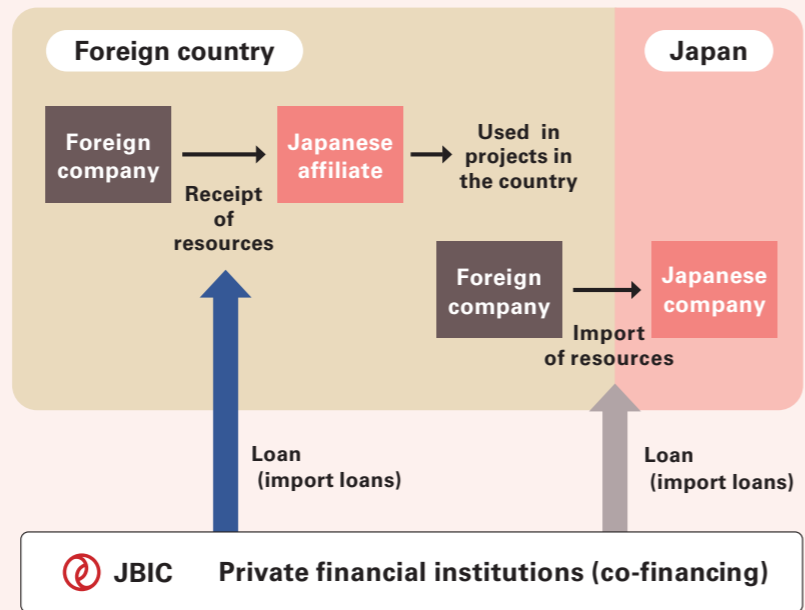 Foreign country
Japan
Foreign
company
Japanese
affiliate
Used in
projects in
the country
Receipt
of
resources
Foreign
company
Japanese
company
Import
of resources
Loan
(import loans)
Loan
(import loans)
JBIC Private financial institutions (co-financing)